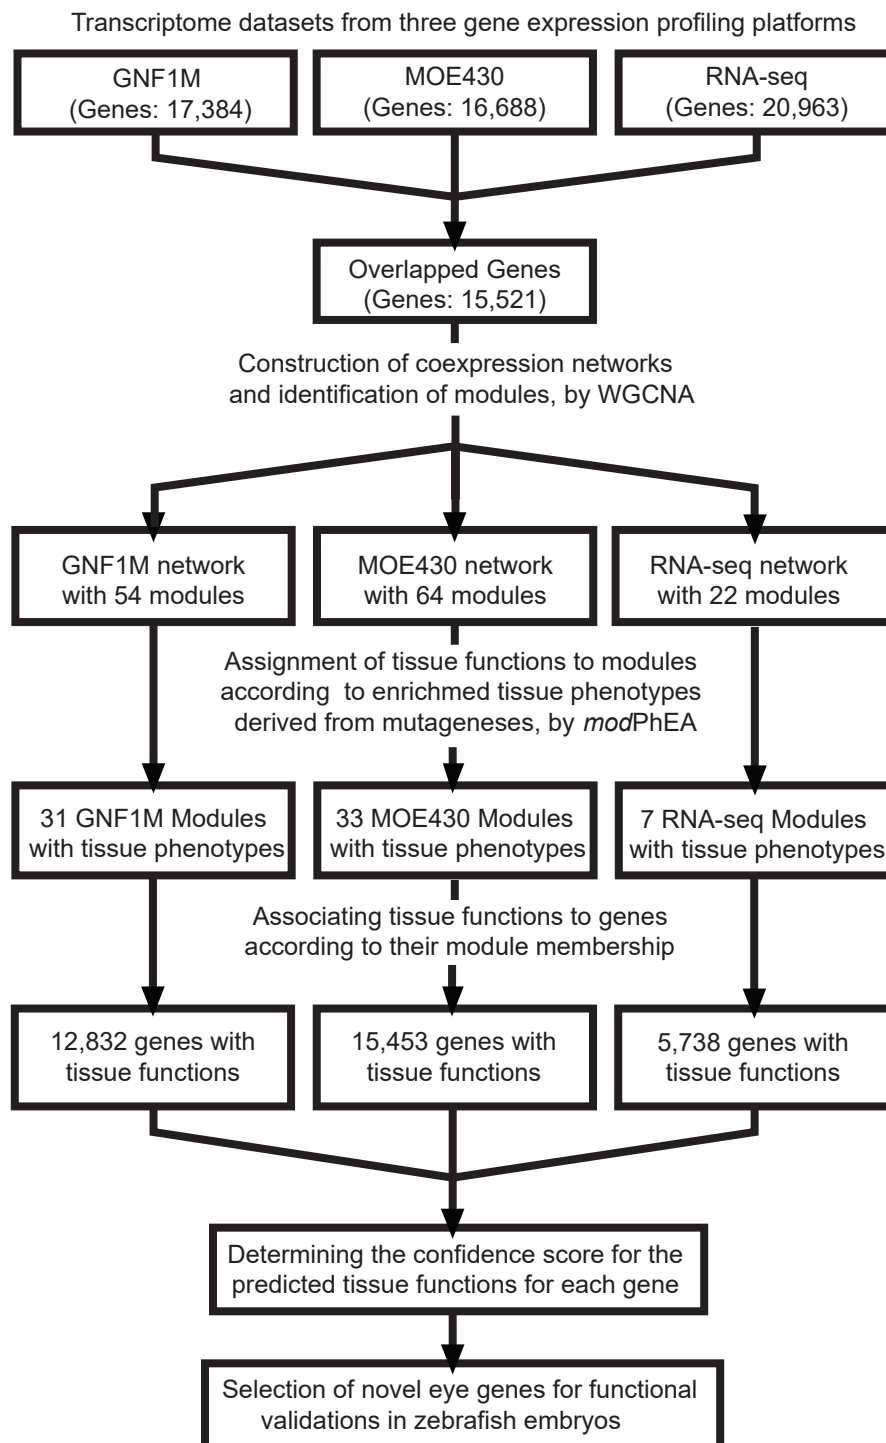 Transcriptome datasets from three gene expression profiling platforms
GNF1M
(Genes: 17,384)
MOE430
(Genes: 16,688)
RNA-seq
(Genes: 20,963)
Overlapped Genes
(Genes: 15,521)
Construction of coexpression networks
and identification of modules, by WGCNA
GNF1M network
with 54 modules
MOE430 network
with 64 modules
RNA-seq network
with 22 modules
Assignment of tissue functions to modules
according to enrichmed tissue phenotypes
derived from mutageneses, by modPhEA
31 GNF1M Modules
with tissue phenotypes
33 MOE430 Modules
with tissue phenotypes
7 RNA-seq Modules
with tissue phenotypes
Associating tissue functions to genes
according to their module membership
12,832 genes with
tissue functions
15,453 genes with
tissue functions
5,738 genes with
tissue functions
Determining the confidence score for the
predicted tissue functions for each gene
Selection of novel eye genes for functional
validations in zebrafish embryos